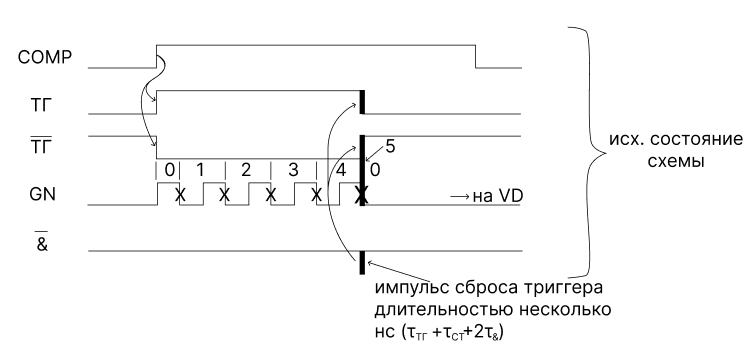 COMP
ТГ
ТГ
исх. состояние
схемы
5
0 1 2 3 4 0
GN
X X X X X
→на VD
&
импульс сброса триггера
длительностью несколько
нс (τтг +τст+2τ&)